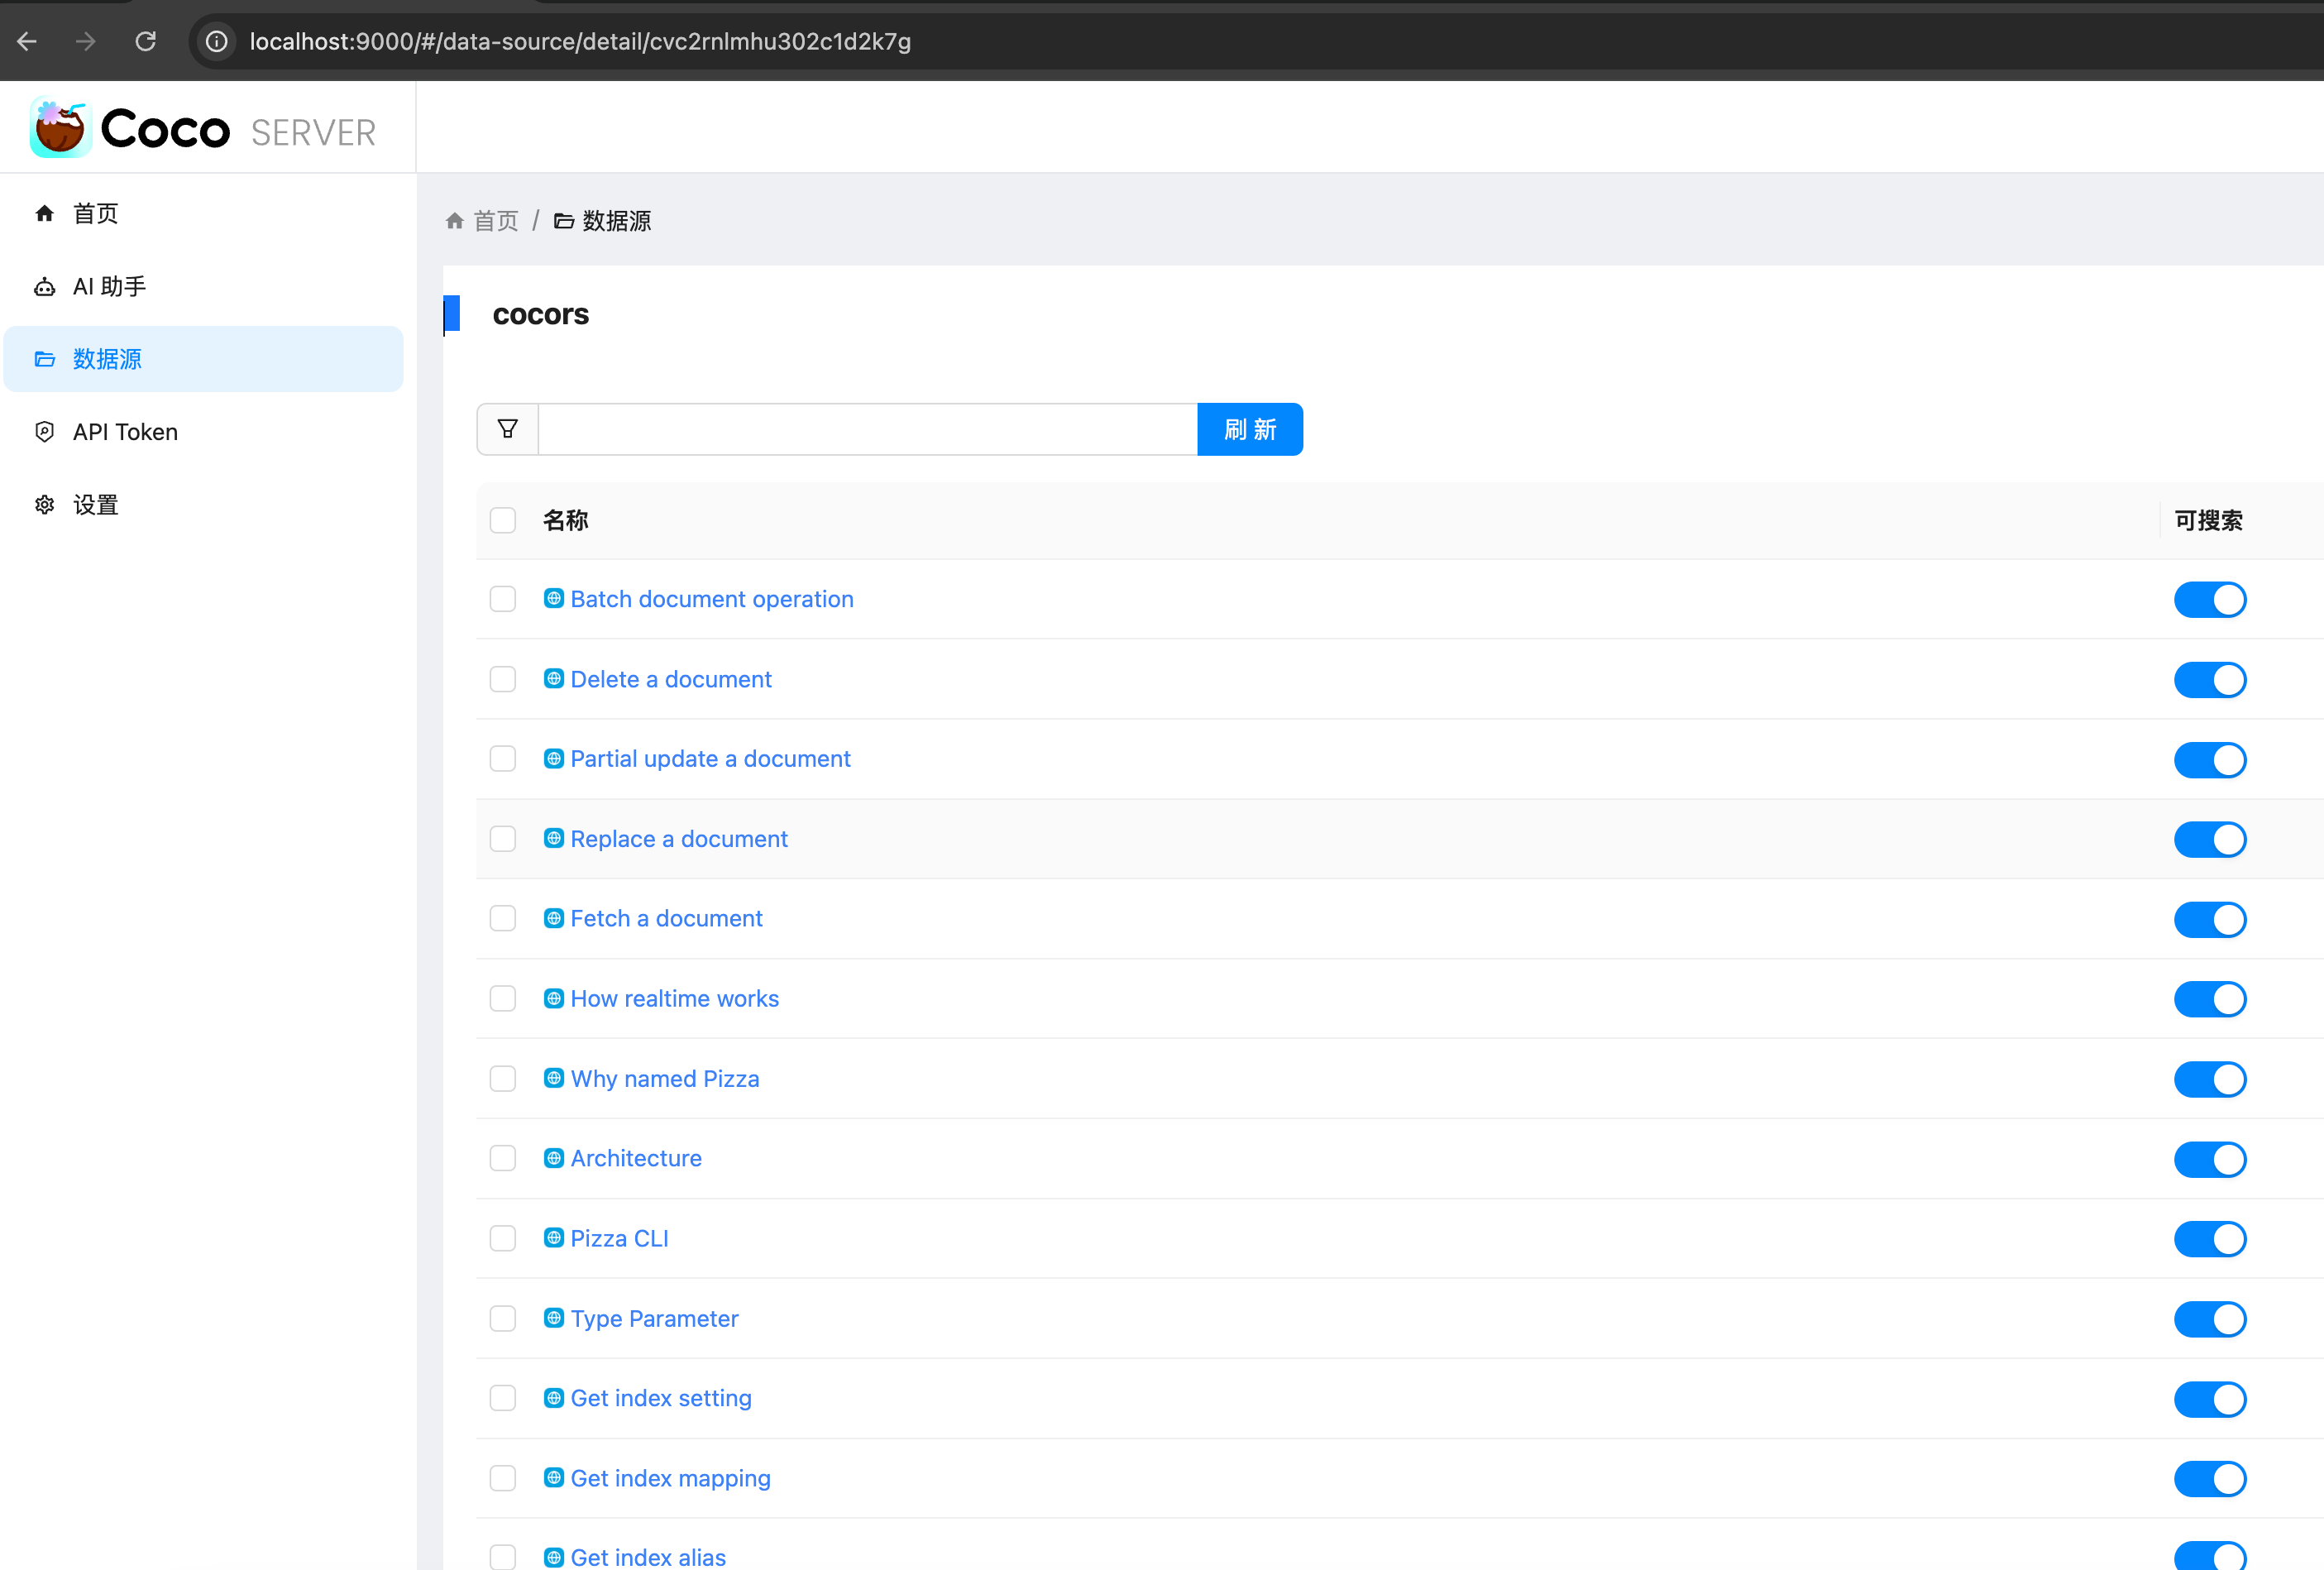 localhost:9000/#/data-source/detail/cvc2rnlmhu302c1d2k7g
Coco SERVER
首页
AI 助手
数据源
API Token
设置
首页 / 数据源
cocors
刷 新
名称 可搜索
Batch document operation
Delete a document
Partial update a document
Replace a document
Fetch a document
How realtime works
Why named Pizza
Architecture
Pizza CLI
Type Parameter
Get index setting
Get index mapping
Get index alias